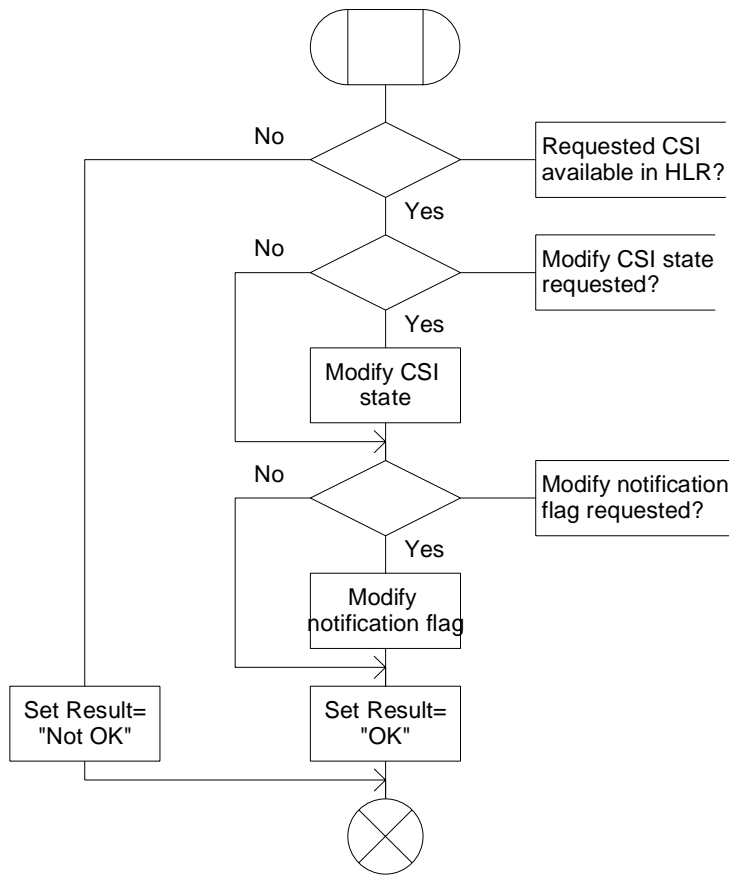 No
Requested CSI
available in HLR?
Yes
No
Modify CSI state
requested?
Yes
Modify CSI
state
No
Modify notification
flag requested?
Yes
Modify
notification flag
Set Result=
"Not OK"
Set Result=
"OK"